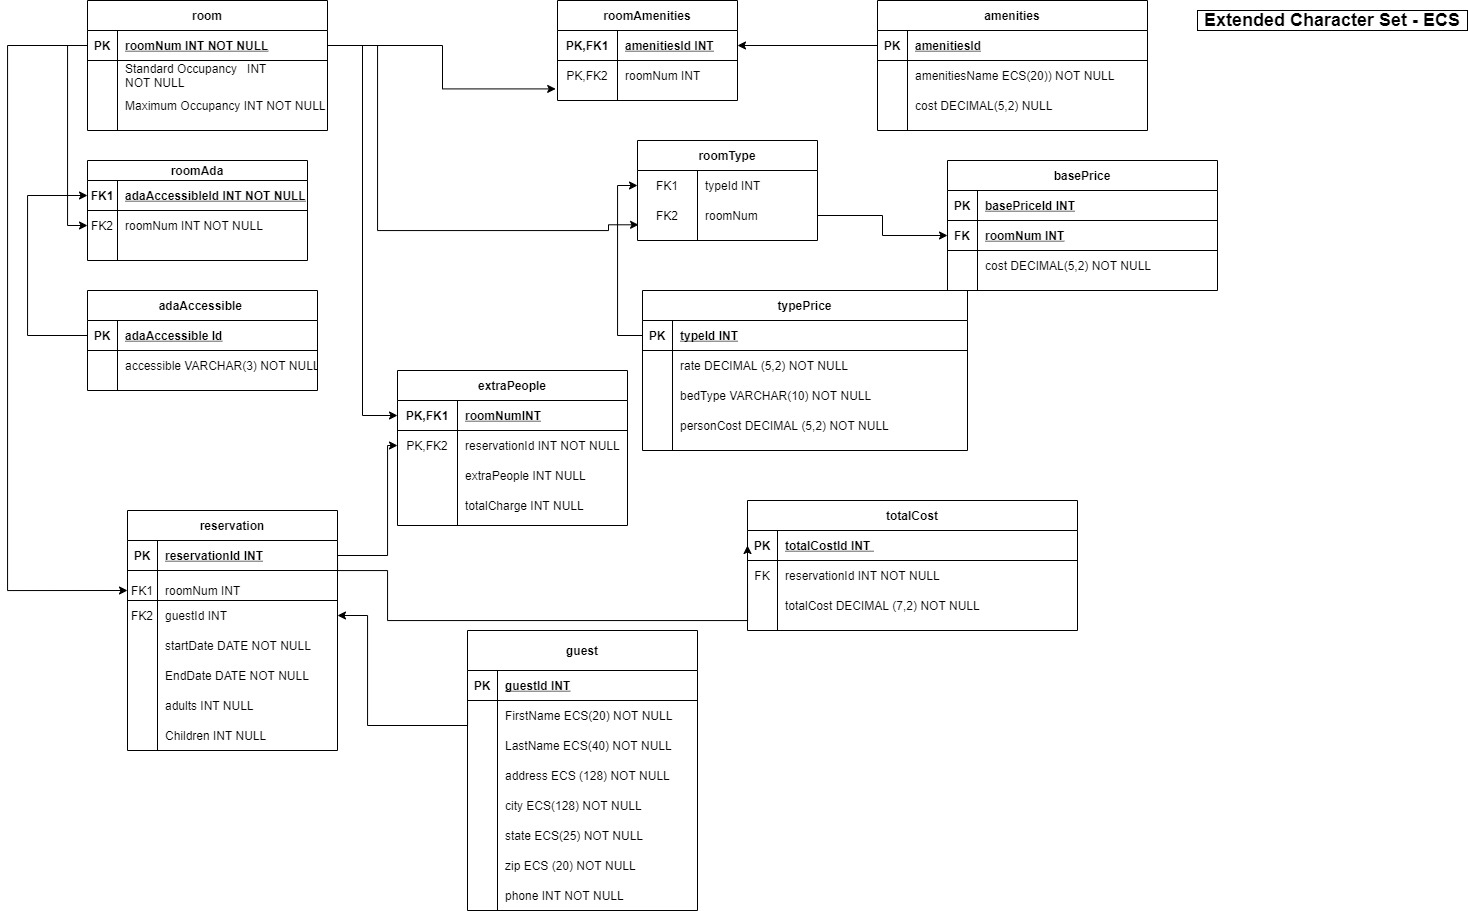 room
PK roomNum INT NOT NULL
Standard Occupancy INT
NOT NULL
Maximum Occupancy INT NOT NULL
roomAmenities
PK,FK1 amenitiesId INT
PK,FK2 roomNum INT
amenities
PK amenitiesId
amenitiesName ECS(20)) NOT NULL
cost DECIMAL(5,2) NULL
Extended Character Set - ECS
roomAda
FK1 adaAccessibleId INT NOT NULL
FK2 roomNum INT NOT NULL
roomType
FK1 typeId INT
FK2 roomNum
basePrice
PK basePriceId INT
FK roomNum INT
cost DECIMAL(5,2) NOT NULL
adaAccessible
PK adaAccessible Id
accessible VARCHAR(3) NOT NULL
typePrice
PK typeId INT
rate DECIMAL (5,2) NOT NULL
bedType VARCHAR(10) NOT NULL
personCost DECIMAL (5,2) NOT NULL
extraPeople
PK,FK1 roomNumINT
PK,FK2 reservationId INT NOT NULL
extraPeople INT NULL
totalCharge INT NULL
reservation
PK reservationId INT
FK1 roomNum INT
FK2 guestId INT
startDate DATE NOT NULL
EndDate DATE NOT NULL
adults INT NULL
Children INT NULL
totalCost
PK totalCostId INT
FK reservationId INT NOT NULL
totalCost DECIMAL (7,2) NOT NULL
guest
PK guestId INT
FirstName ECS(20) NOT NULL
LastName ECS(40) NOT NULL
address ECS (128) NOT NULL
city ECS(128) NOT NULL
state ECS(25) NOT NULL
zip ECS (20) NOT NULL
phone INT NOT NULL